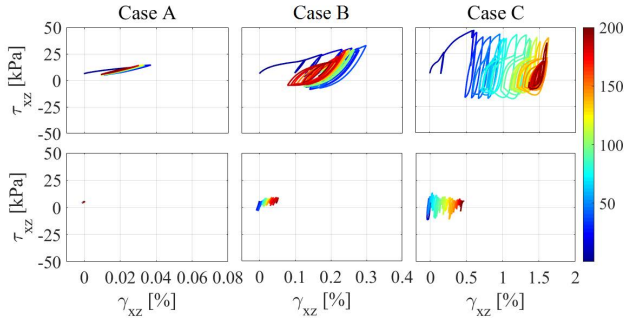 Case A Case B Case C
50 25 0 -25 -50
τxz [kPa]
200 150 100 50
50 25 0 -25 -50
τxz [kPa]
0 0.02 0.04 0.06 0.08
0 0.1 0.2 0.3 0.4
0 0.5 1 1.5 2
γxz [%] γxz [%] γxz [%]